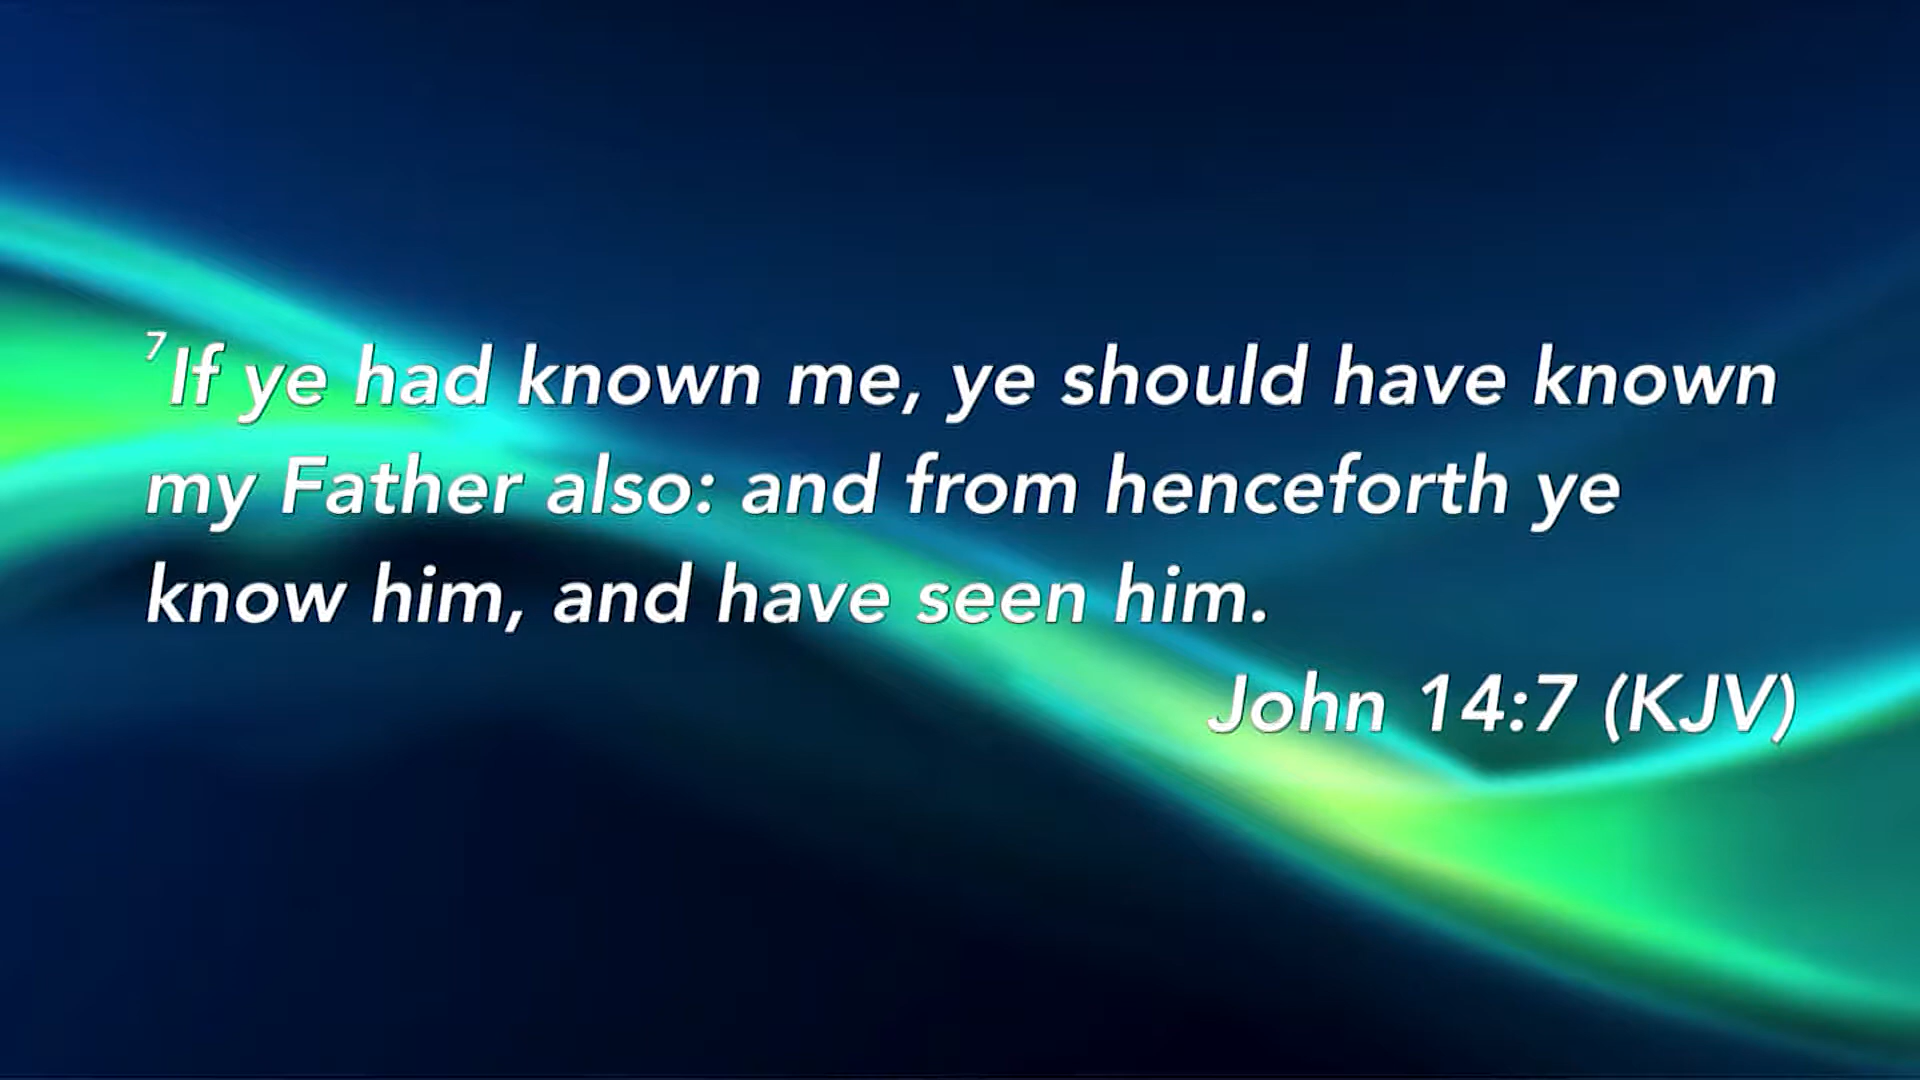 7If ye had known me, ye should have known
my Father also: and from henceforth ye
know him, and have seen him.
John 14:7 (KJV)